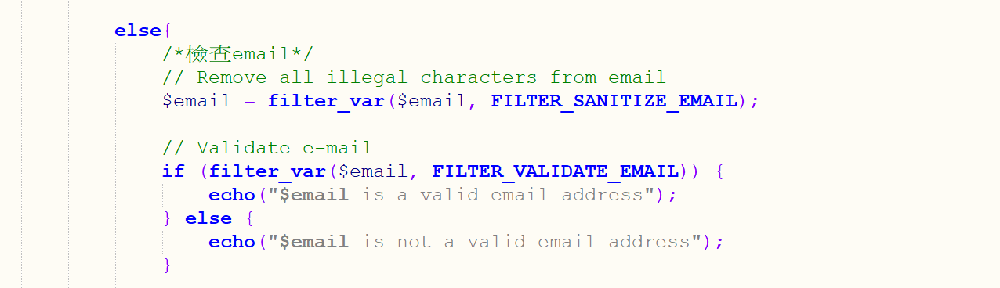 else{
/*檢查email*/
// Remove all illegal characters from email
$email = filter_var($email, FILTER_SANITIZE_EMAIL);
// Validate e-mail
if (filter_var($email, FILTER_VALIDATE_EMAIL)) {
echo("$email is a valid email address");
} else {
echo("$email is not a valid email address");
}